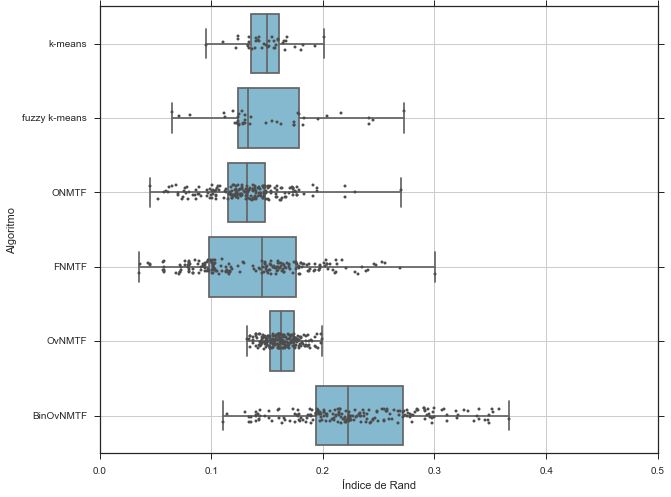 k-means
fuzzy k-means
ONMTF
FNMTF
OvNMTF
BinOvNMTF
Algoritmo
0.0 0.1 0.2 0.3 0.4 0.5
Índice de Rand